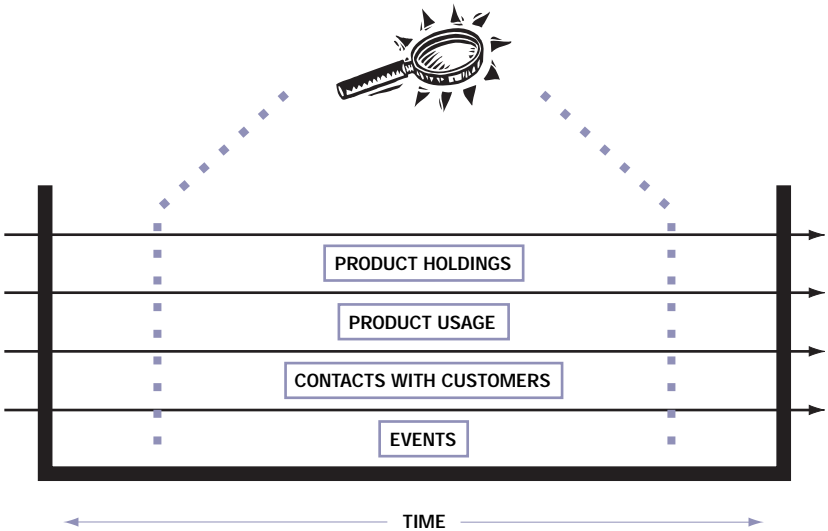 PRODUCT HOLDINGS
PRODUCT USAGE
CONTACTS WITH CUSTOMERS
EVENTS
TIME